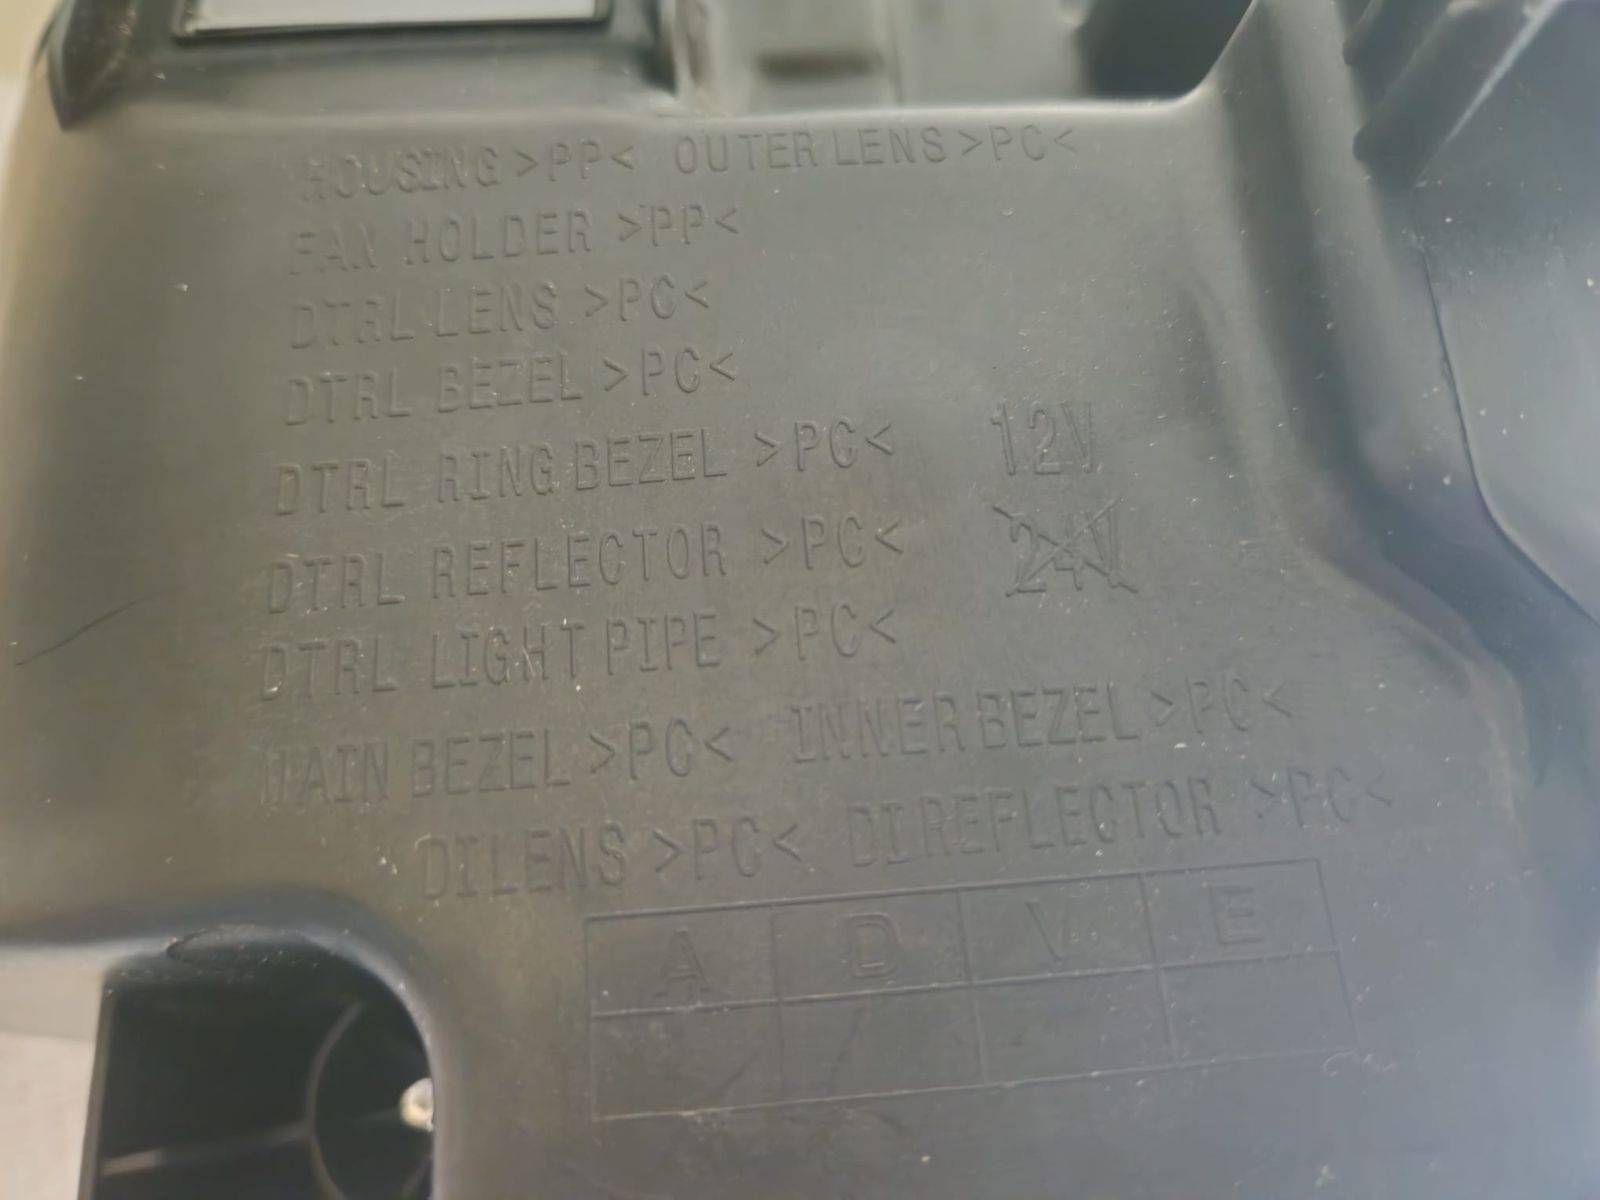 HOUSING >PP< OUTER LENS >PC<
FAN HOLDER >PP<
DTRL LENS >PC<
DTRL BEZEL >PC<
DTRL RING BEZEL >PC< 12V
DTRL REFLECTOR >PC< 24V
DTRL LIGHT PIPE >PC<
MAIN BEZEL >PC< INNER BEZEL >PC<
DI LENS >PC< DI REFLECTOR >PC<
A D V E